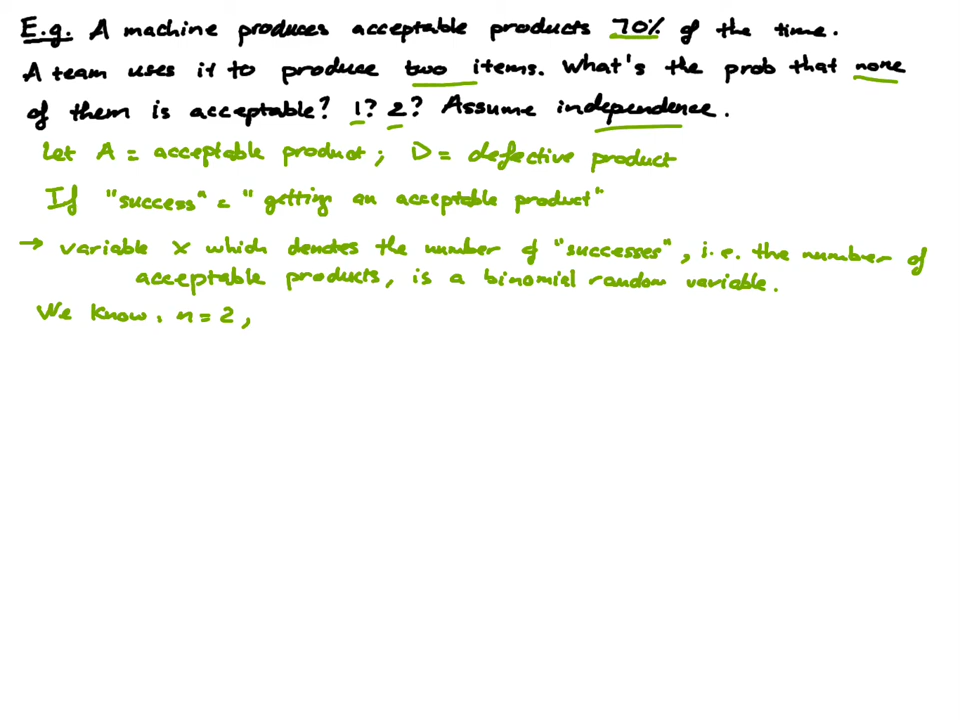 E.g. A machine produces acceptable products 70% of the time.
A team uses it to produce two items. What's the prob that none
of them is acceptable? 1? 2? Assume independence.
Let A = acceptable product; D = defective product
If "success" = "getting an acceptable product"
→ variable X which denotes the number of "successes", i.e. the number of
acceptable products, is a binomial random variable.
We know. n = 2,